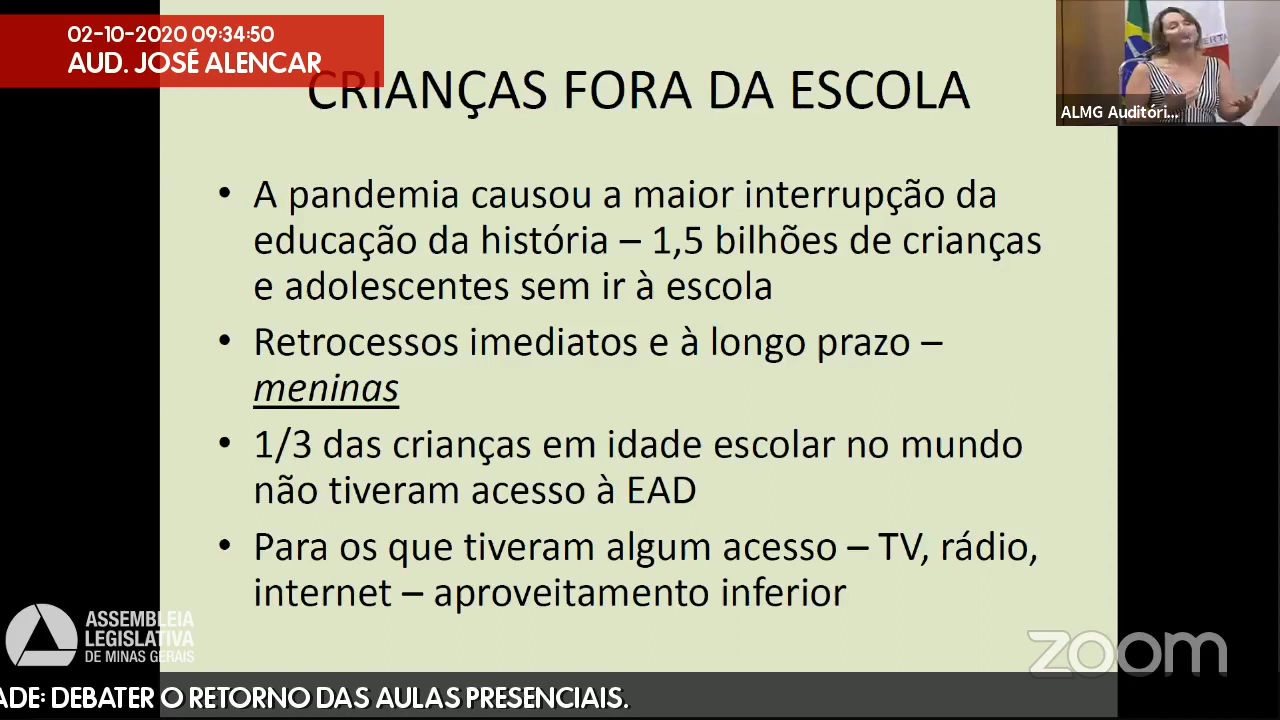 02-10-2020 09:34:50
AUD. JOSÉ ALENCAR
CRIANÇAS FORA DA ESCOLA
ALMG Auditóri...
• A pandemia causou a maior interrupção da
educação da história – 1,5 bilhões de crianças
e adolescentes sem ir à escola
• Retrocessos imediatos e à longo prazo –
meninas
• 1/3 das crianças em idade escolar no mundo
não tiveram acesso à EAD
• Para os que tiveram algum acesso – TV, rádio,
internet – aproveitamento inferior
ASSEMBLEIA
LEGISLATIVA
DE MINAS GERAIS
zoom
ADE: DEBATER O RETORNO DAS AULAS PRESENCIAIS.